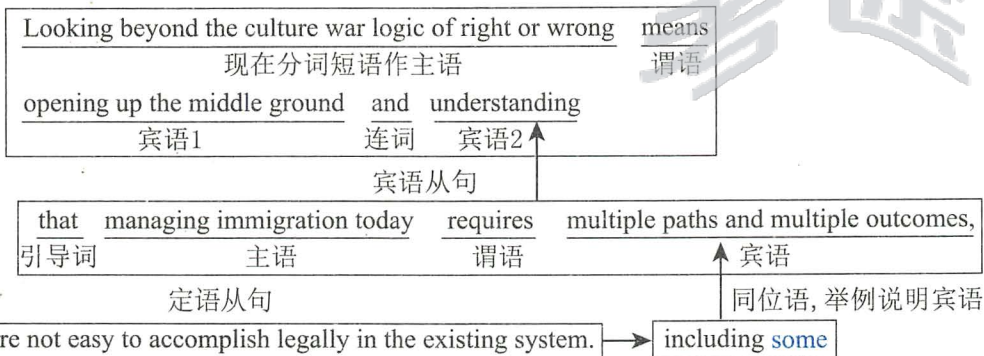 Looking beyond the culture war logic of right or wrong means
现在分词短语作主语 谓语
opening up the middle ground and understanding
宾语1 连词 宾语2
宾语从句
that managing immigration today requires multiple paths and multiple outcomes,
引导词 主语 谓语 宾语
定语从句 同位语, 举例说明宾语
re not easy to accomplish legally in the existing system. including some